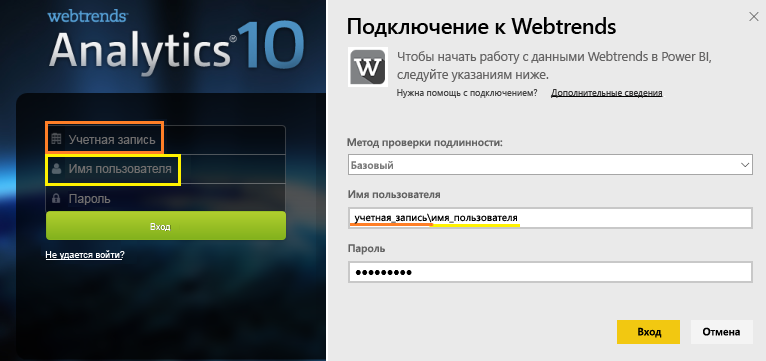 webtrends
Analytics® 10
Учетная запись
Имя пользователя
Пароль
Вход
Не удается войти?
Подключение к Webtrends
W
Чтобы начать работу с данными Webtrends в Power BI,
следуйте указаниям ниже.
Нужна помощь с подключением? Дополнительные сведения
Метод проверки подлинности:
Базовый
Имя пользователя
учетная_запись\имя_пользователя
Пароль
Вход Отмена